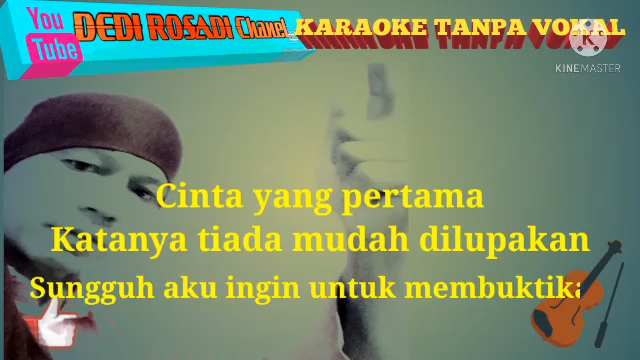 You Tube
DEDI ROSADI Chanel
KARAOKE TANPA VOKAL
KINEMASTER
Cinta yang pertama
Katanya tiada mudah dilupakan
Sungguh aku ingin untuk membuktika